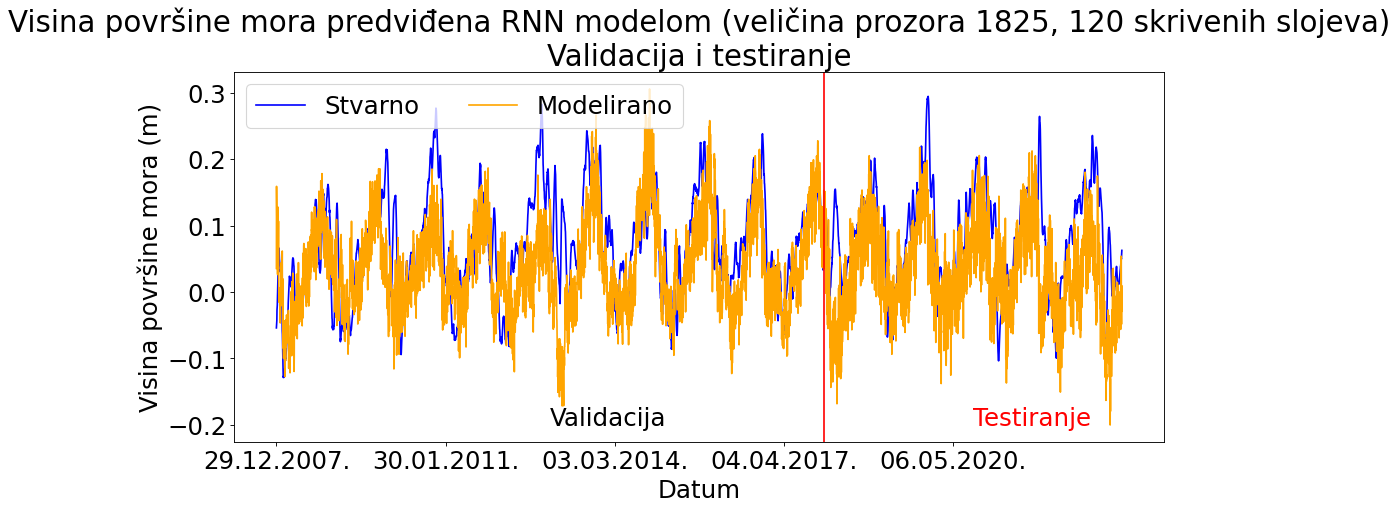 Visina površine mora predviđena RNN modelom (veličina prozora 1825, 120 skrivenih slojeva)
Validacija i testiranje
Stvarno Modelirano
Visina površine mora (m)
0.3
0.2
0.1
0.0
−0.1
−0.2
Validacija
Testiranje
29.12.2007. 30.01.2011. 03.03.2014. 04.04.2017. 06.05.2020.
Datum